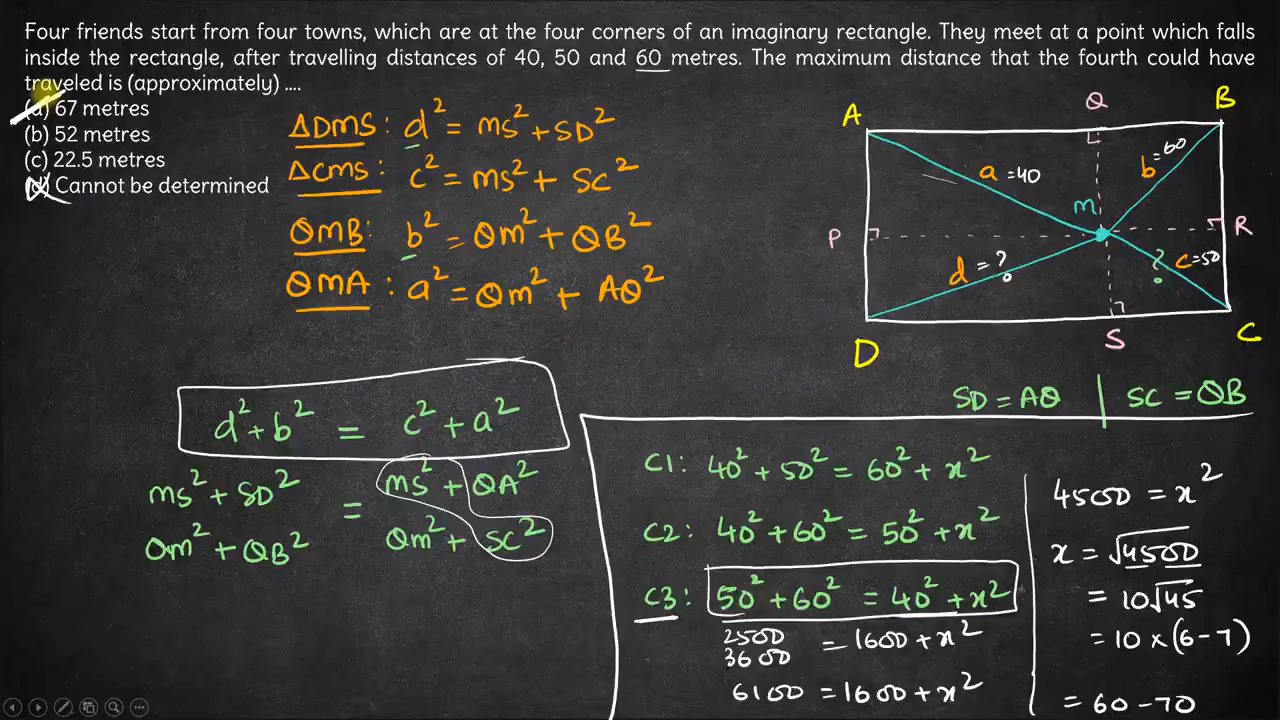 Four friends start from four towns, which are at the four corners of an imaginary rectangle. They meet at a point which falls
inside the rectangle, after travelling distances of 40, 50 and 60 metres. The maximum distance that the fourth could have
traveled is (approximately) ....
(a) 67 metres
(b) 52 metres
(c) 22.5 metres
(d) Cannot be determined
ΔDMS: d² = MS² + SD²
ΔCMS: c² = MS² + SC²
QMB: b² = QM² + QB²
QMA: a² = QM² + AQ²
A
Q
B
a = 40
b = 60
M
P
R
d = ?
? c = 50
D
S
C
SD = AQ | SC = QB
d² + b² = c² + a²
MS² + SD² = MS² + QA²
QM² + QB² QM² + SC²
C1: 40² + 50² = 60² + x²
C2: 40² + 60² = 50² + x²
C3: 50² + 60² = 40² + x²
2500 = 1600 + x²
3600
6100 = 1600 + x²
4500 = x²
x = √4500
= 10√45
= 10 × (6 - 7)
= 60 - 70